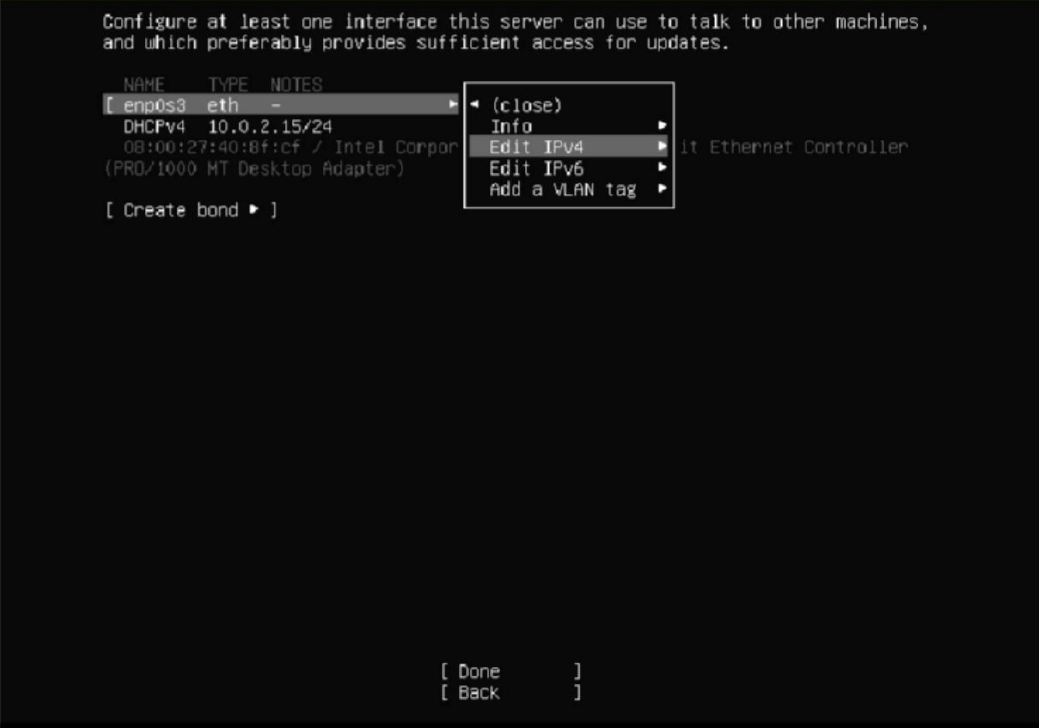 Configure at least one interface this server can use to talk to other machines,
and which preferably provides sufficient access for updates.
NAME TYPE NOTES
[ enp0s3 eth - ▸
DHCPv4 10.0.2.15/24
08:00:27:40:8f:cf / Intel Corpor it Ethernet Controller
(PRO/1000 MT Desktop Adapter)
◂ (close)
Info ▸
Edit IPv4 ▸
Edit IPv6 ▸
Add a VLAN tag ▸
[ Create bond ▸ ]
[ Done ]
[ Back ]